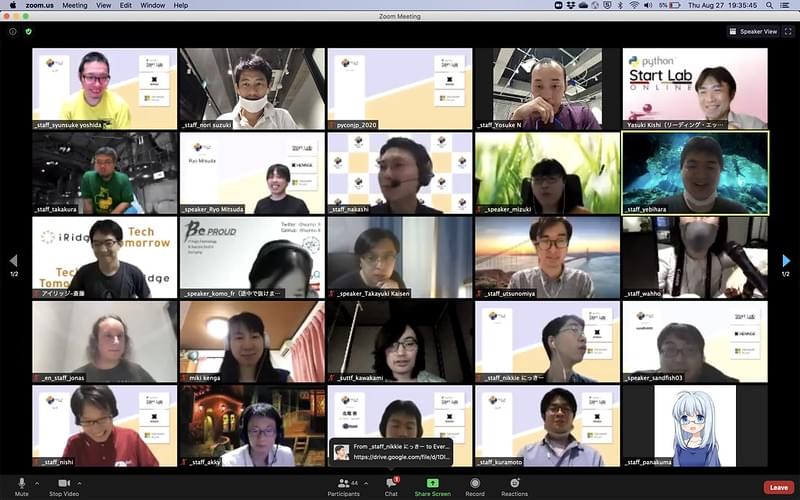 zoom.us Meeting View Edit Window Help
5% Thu Aug 27 19:35:45
Zoom Meeting
Speaker View
_staff_syunsuke yoshida
_staff_nori suzuki
pyconjp_2020
_staff_Yosuke N
python
Start Lab
ONLINE
Yasuki Kishi（リーディング・エッ…
_staff_takakura
Ryo Mitsuda
_speaker_Ryo Mitsuda
_staff_nakashi
_speaker_mizuki
_staff_yebihara
iRidge
Tech
Tomorrow
アイリッジ-斎藤
Be PROUD
_speaker_komo_fr（途中で抜けま…
_speaker_Takayuki Kaisen
_staff_utsunomiya
_staff_wahho
1/2
1/2
_en_staff_jonas
miki kenga
_suttf_kawakami
_staff_nikkie にっきー
_speaker_sandfish03
_staff_nishi
_staff_akky
From _staff_nikkie にっきー to Ever...
https://drive.google.com/file/d/1DI...
_staff_kuramoto
_staff_panakuma
Mute
Stop Video
44
Participants
1
Chat
Share Screen
Record
Reactions
Leave